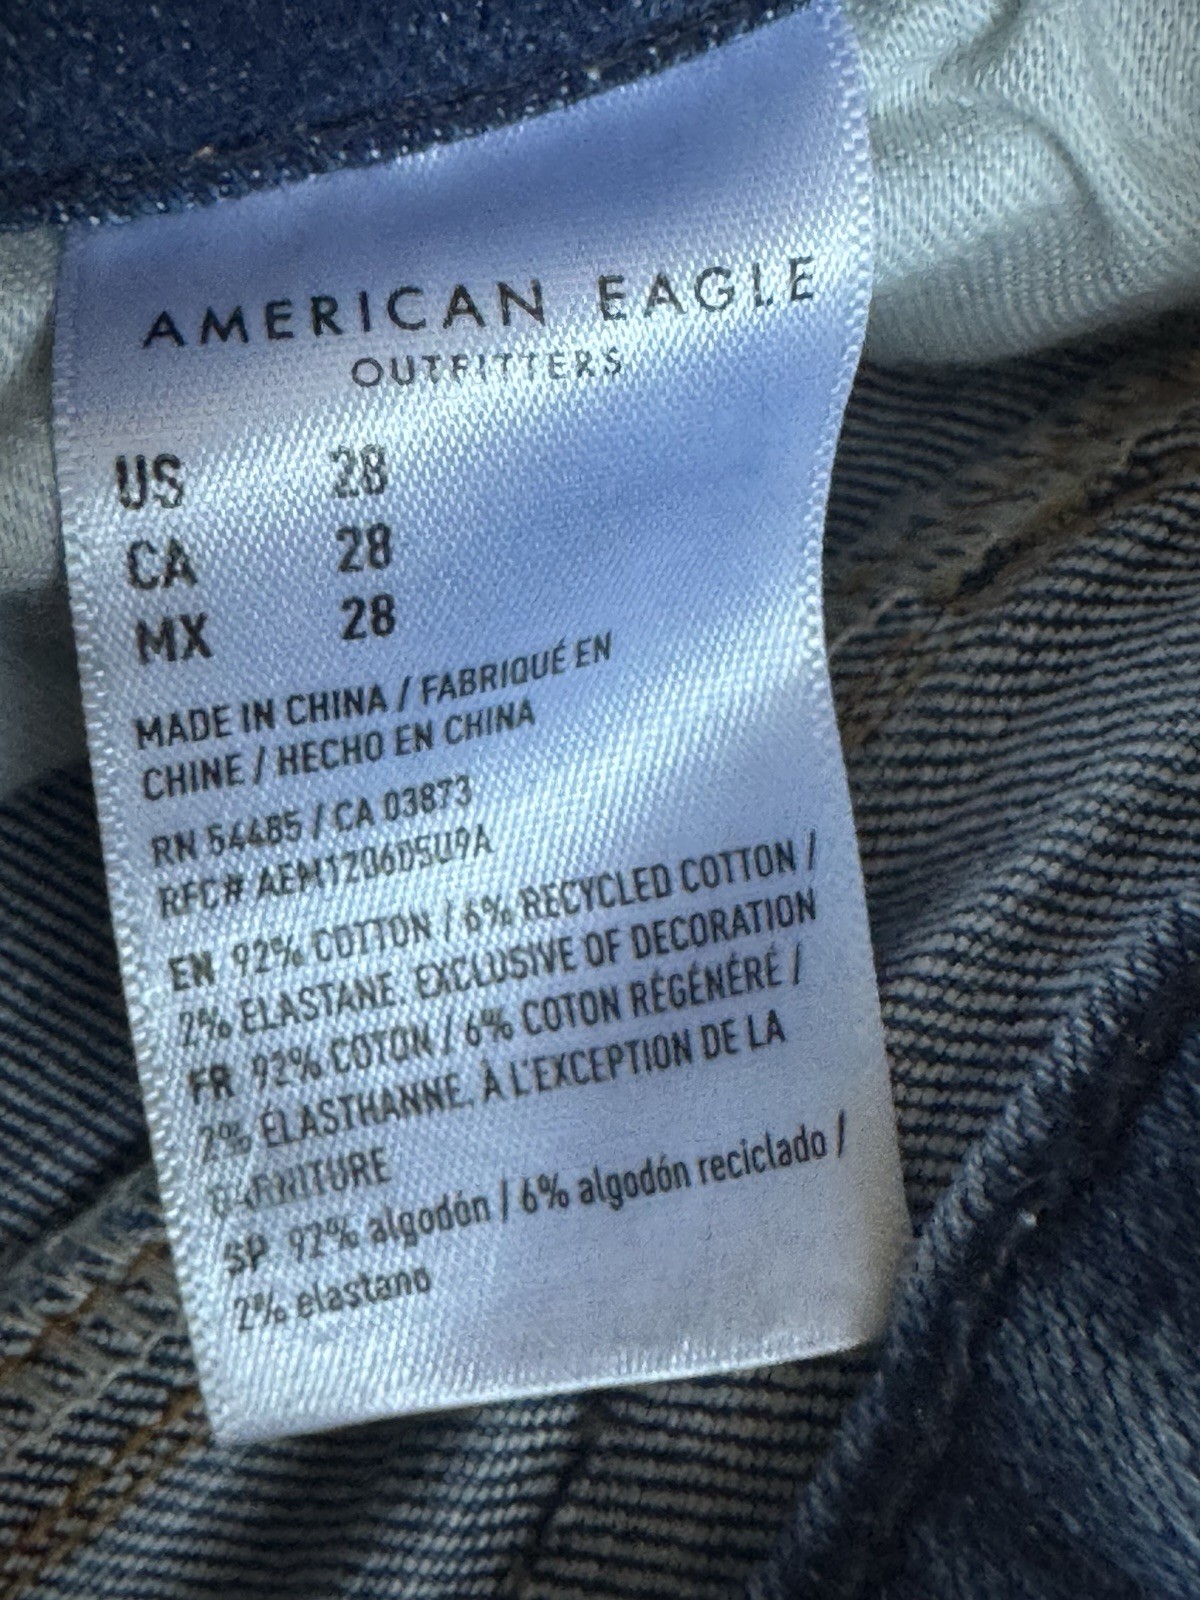 AMERICAN EAGLE
OUTFITTERS
US 28
CA 28
MX 28
MADE IN CHINA / FABRIQUÉ EN
CHINE / HECHO EN CHINA
RN 54485 / CA 03873
RFC#
EN 92% COTTON / 6% RECYCLED COTTON /
2% ELASTANE. EXCLUSIVE OF DECORATION
FR 92% COTON / 6% COTON RÉGÉNÉRÉ /
2% ÉLASTHANNE. À L'EXCEPTION DE LA
GARNITURE
SP 92% algodón / 6% algodón reciclado /
2% elastano